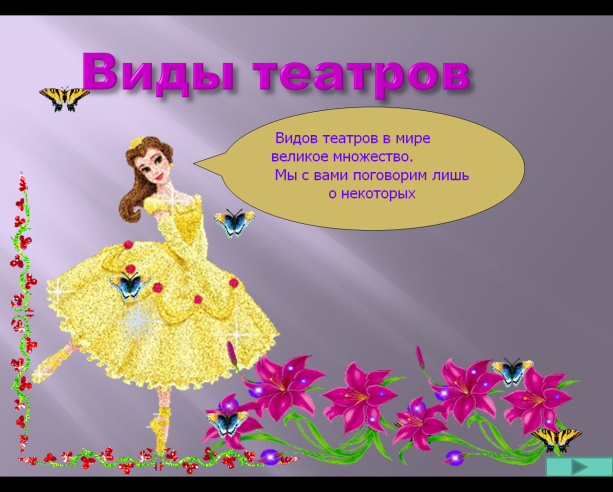 Виды театров
Видов театров в мире
великое множество.
Мы с вами поговорим лишь
о некоторых